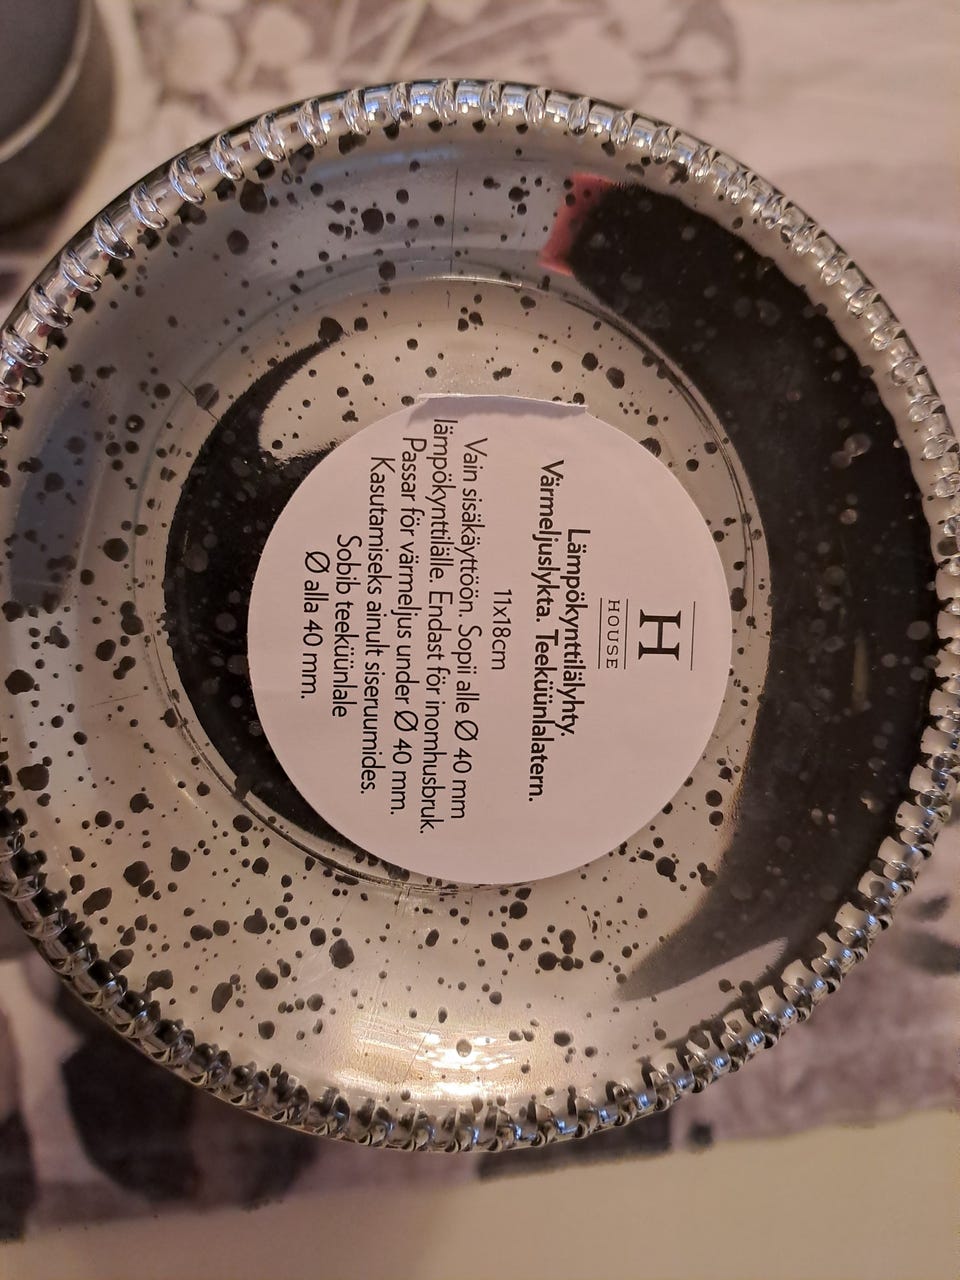 H
HOUSE
Lämpökynttilälyhty.
Värmeljuslykta. Teeküünlalatern.
11x18cm
Vain sisäkäyttöön. Sopii alle Ø 40 mm
lämpökynttilälle. Endast för inomhusbruk.
Passar för värmeljus under Ø 40 mm.
Kasutamiseks ainult siseruumides.
Sobib teeküünlale
Ø alla 40 mm.